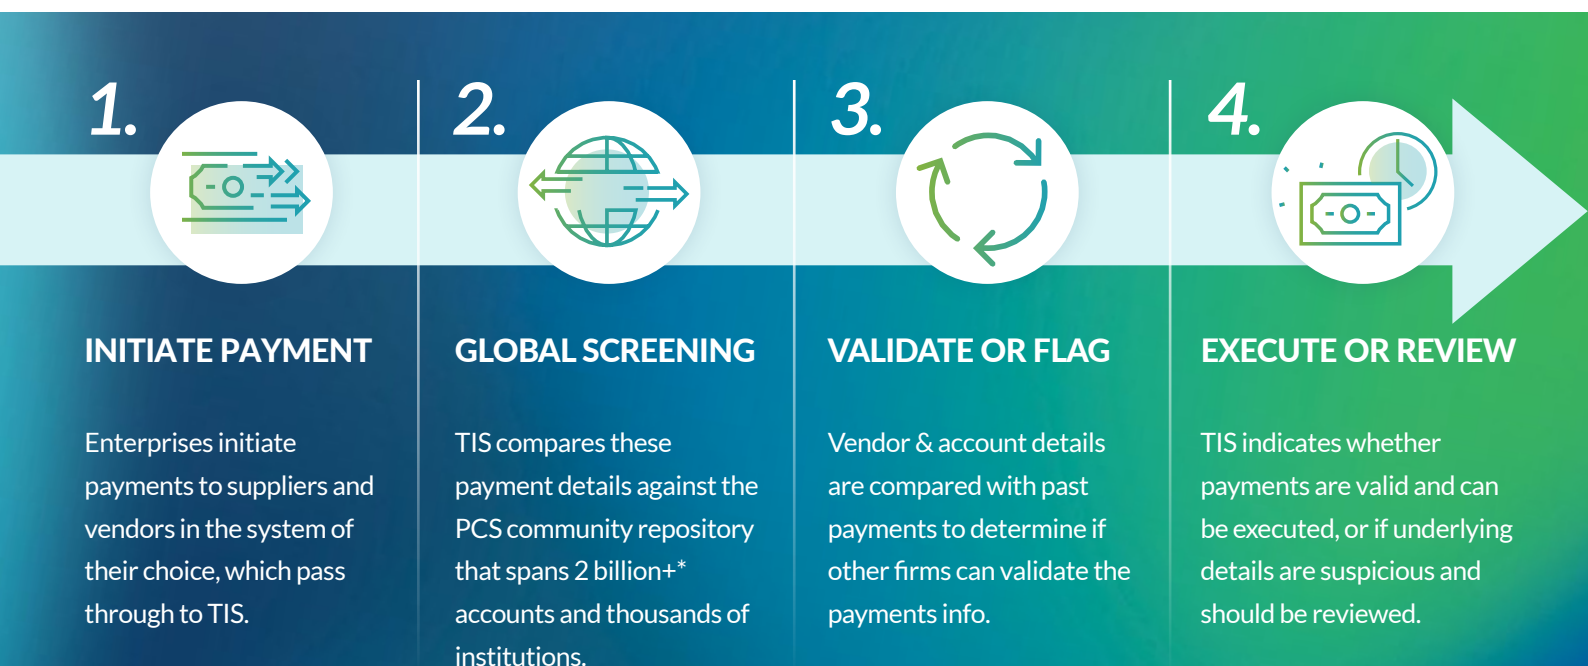 1.
INITIATE PAYMENT
Enterprises initiate
payments to suppliers and
vendors in the system of
their choice, which pass
through to TIS.
2.
GLOBAL SCREENING
TIS compares these
payment details against the
PCS community repository
that spans 2 billion+*
accounts and thousands of
institutions.
3.
VALIDATE OR FLAG
Vendor & account details
are compared with past
payments to determine if
other firms can validate the
payments info.
4.
EXECUTE OR REVIEW
TIS indicates whether
payments are valid and can
be executed, or if underlying
details are suspicious and
should be reviewed.